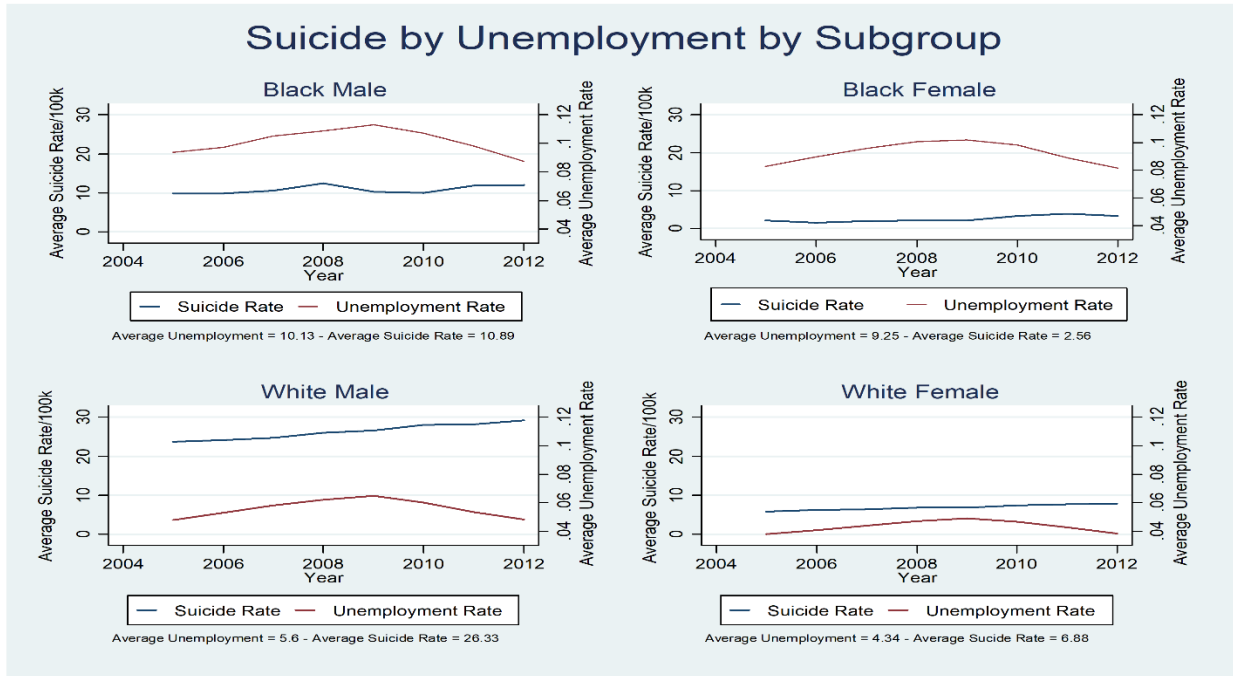 Suicide by Unemployment by Subgroup
Black Male
Average Suicide Rate/100k
30
20
10
0
.12
.1
.08
.06
.04
Average Unemployment Rate
2004 2006 2008 2010 2012
Year
Suicide Rate Unemployment Rate
Average Unemployment = 10.13 - Average Suicide Rate = 10.89
Black Female
Average Suicide Rate/100k
30
20
10
0
.12
.1
.08
.06
.04
Average Unemployment Rate
2004 2006 2008 2010 2012
Year
Suicide Rate Unemployment Rate
Average Unemployment = 9.25 - Average Suicide Rate = 2.56
White Male
Average Suicide Rate/100k
30
20
10
0
.12
.1
.08
.06
.04
Average Unemployment Rate
2004 2006 2008 2010 2012
Year
Suicide Rate Unemployment Rate
Average Unemployment = 5.6 - Average Suicide Rate = 26.33
White Female
Average Suicide Rate/100k
30
20
10
0
.12
.1
.08
.06
.04
Average Unemployment Rate
2004 2006 2008 2010 2012
Year
Suicide Rate Unemployment Rate
Average Unemployment = 4.34 - Average Sucide Rate = 6.88